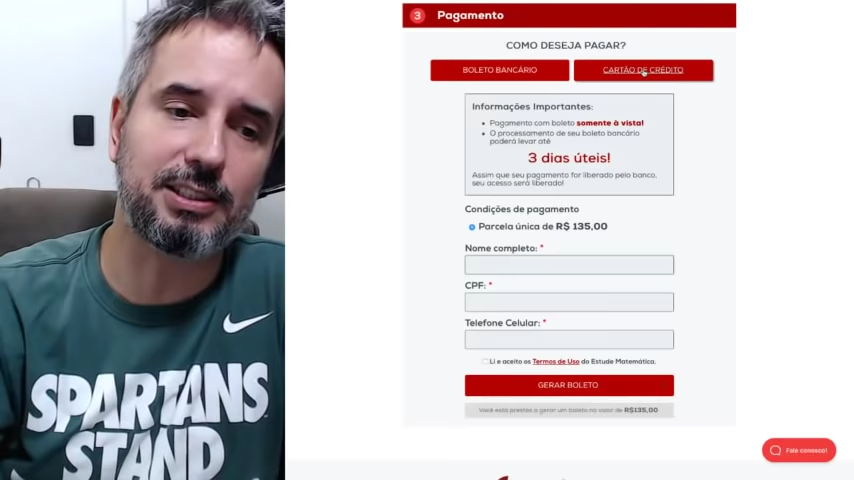 3 Pagamento
COMO DESEJA PAGAR?
BOLETO BANCÁRIO
CARTÃO DE CRÉDITO
Informações Importantes:
Pagamento com boleto somente à vista!
O processamento de seu boleto bancário
poderá levar até
3 dias úteis!
Assim que seu pagamento for liberado pelo banco,
seu acesso será liberado!
Condições de pagamento
Parcela única de R$ 135,00
Nome completo: *
CPF: *
Telefone Celular: *
Li e aceito os Termos de Uso do Estude Matemática.
GERAR BOLETO
Você está prestes a gerar um boleto no valor de R$135,00
Fale conosco!
SPARTANS
STAND